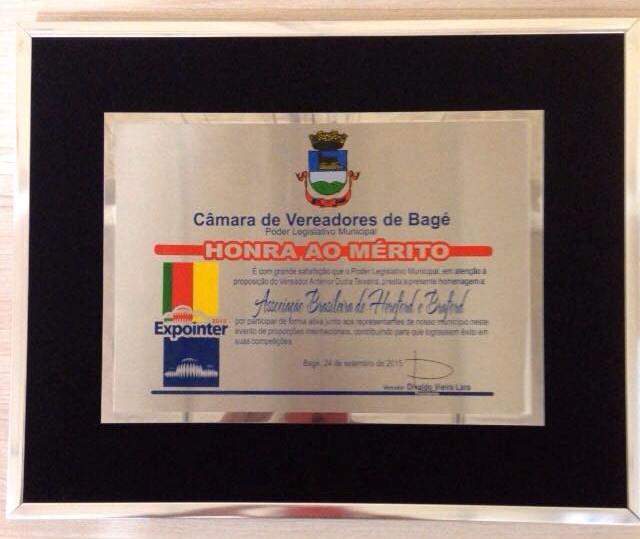 Câmara de Vereadores de Bagé
Poder Legislativo Municipal
HONRA AO MÉRITO
É com grande satisfação que o Poder Legislativo Municipal, em atenção à
proposição do Vereador Antenor Dutra Teixeira, presta a presente homenagem a:
Associação Brasileira de Hereford e Braford
por participar de forma ativa junto aos representantes de nosso município neste
evento de proporções internacionais, contribuindo para que lograssem êxito em
suas competições.
2015
Expointer
Bagé, 24 de setembro de 2015
Vereador Divaldo Vieira Lara